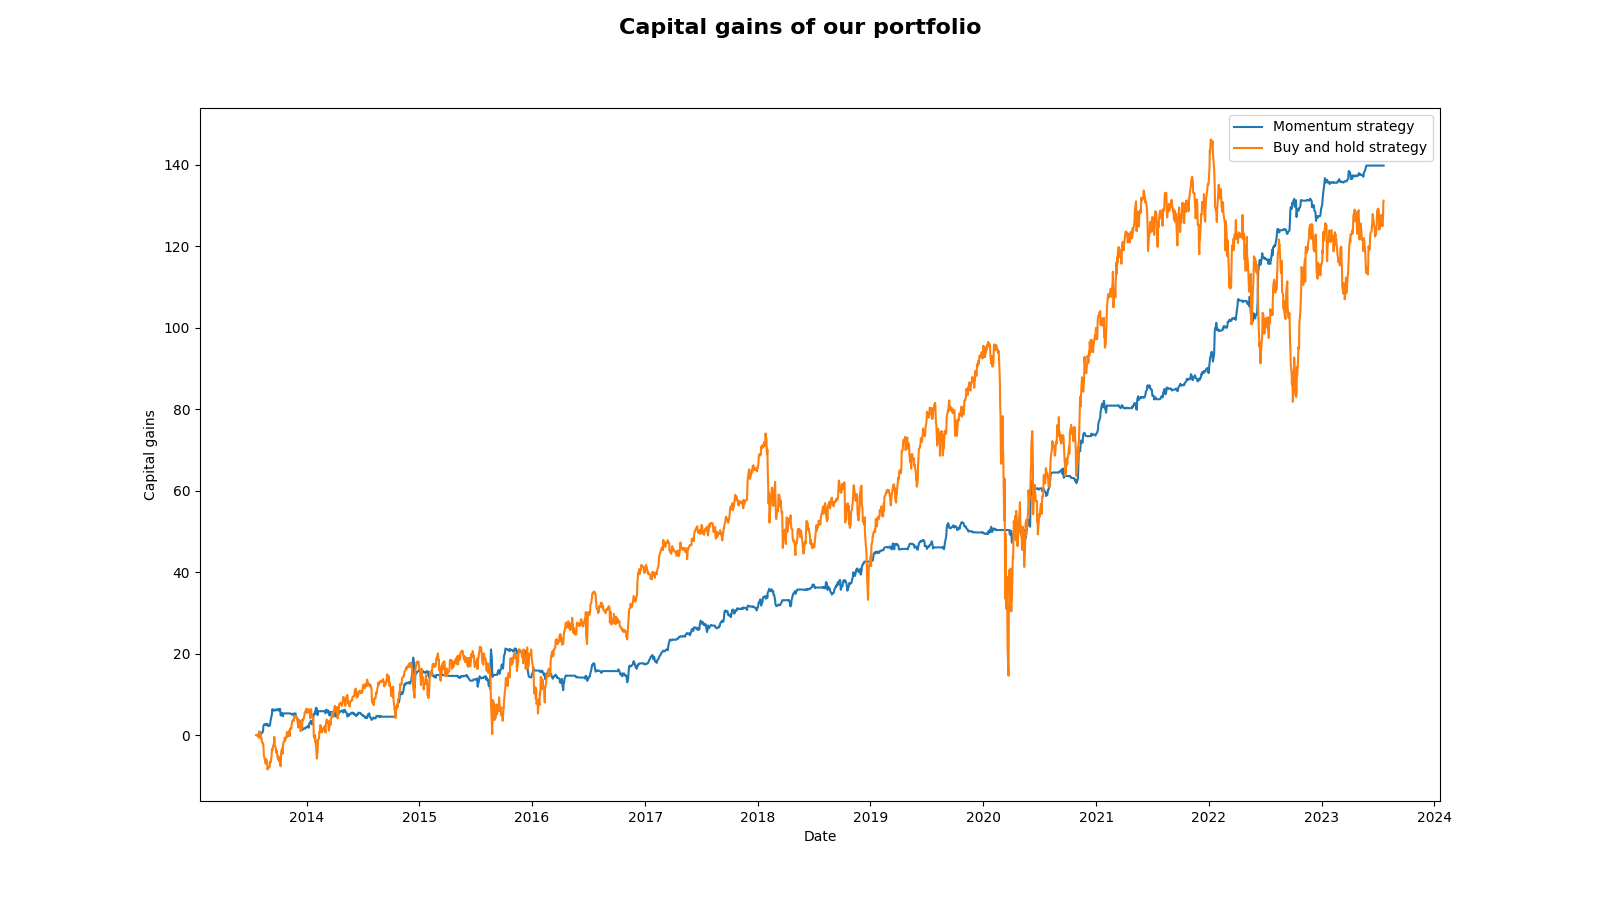 Capital gains of our portfolio
Momentum strategy
Buy and hold strategy
140
120
100
80
60
40
20
0
Capital gains
2014 2015 2016 2017 2018 2019 2020 2021 2022 2023 2024
Date